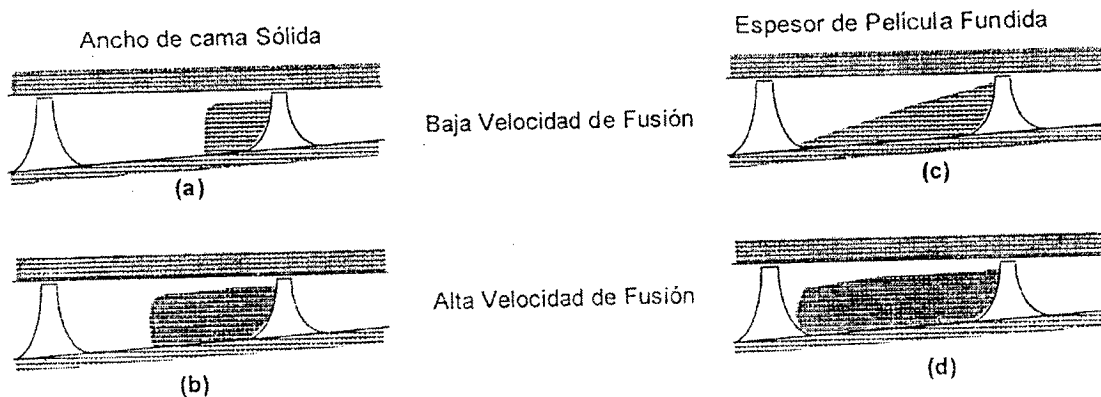 Ancho de cama Sólida
Espesor de Película Fundida
Baja Velocidad de Fusión
(a)
(c)
Alta Velocidad de Fusión
(b)
(d)